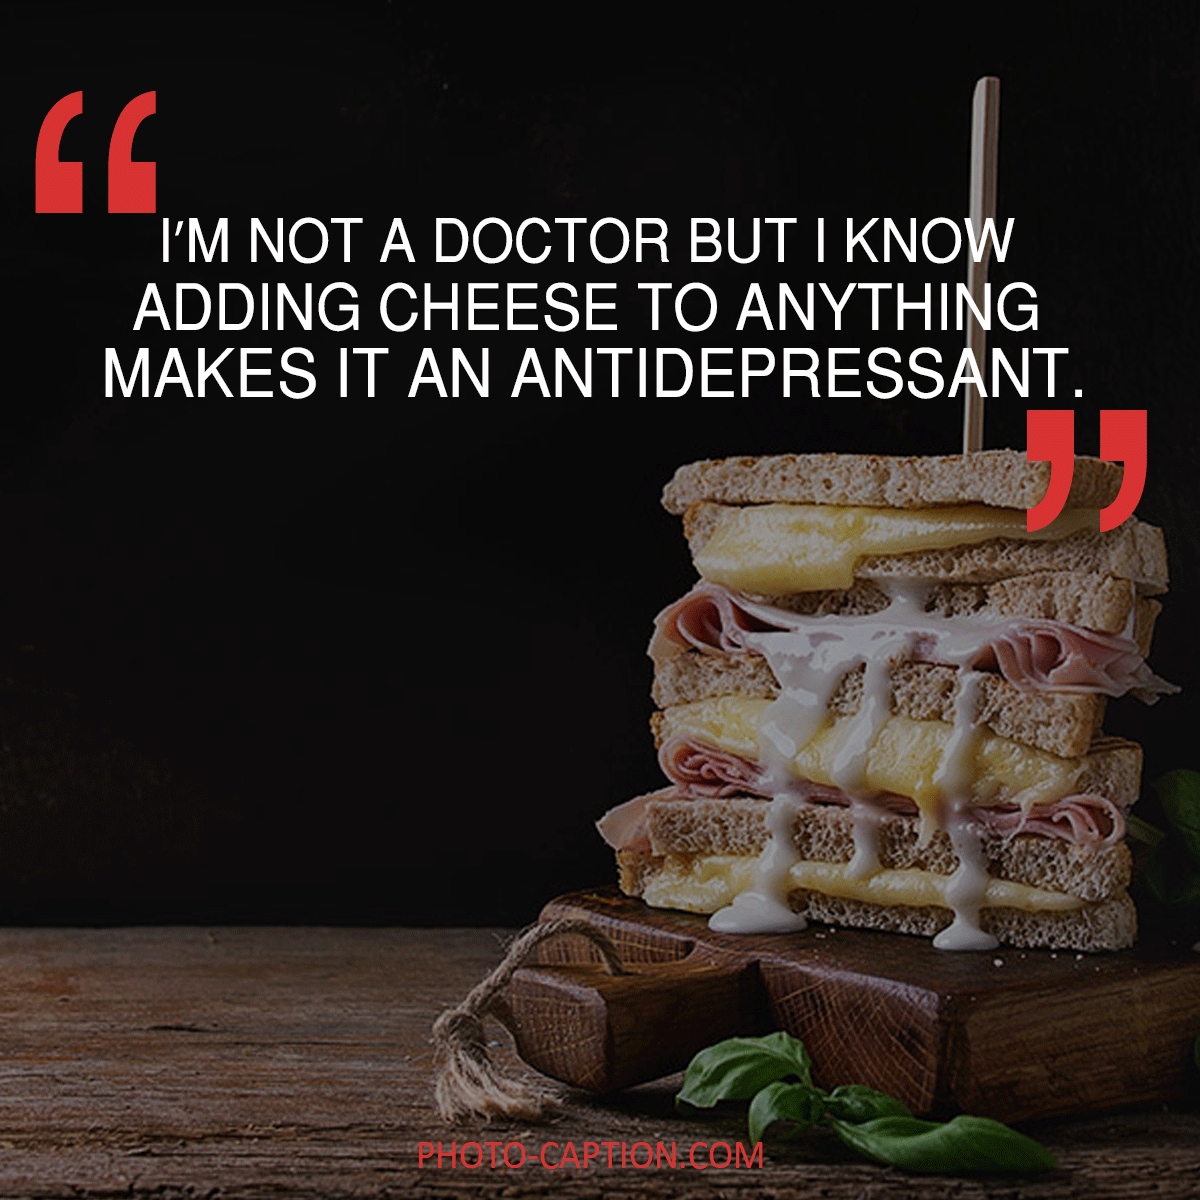 “
I'M NOT A DOCTOR BUT I KNOW
ADDING CHEESE TO ANYTHING
MAKES IT AN ANTIDEPRESSANT.
”
PHOTO-CAPTION.COM